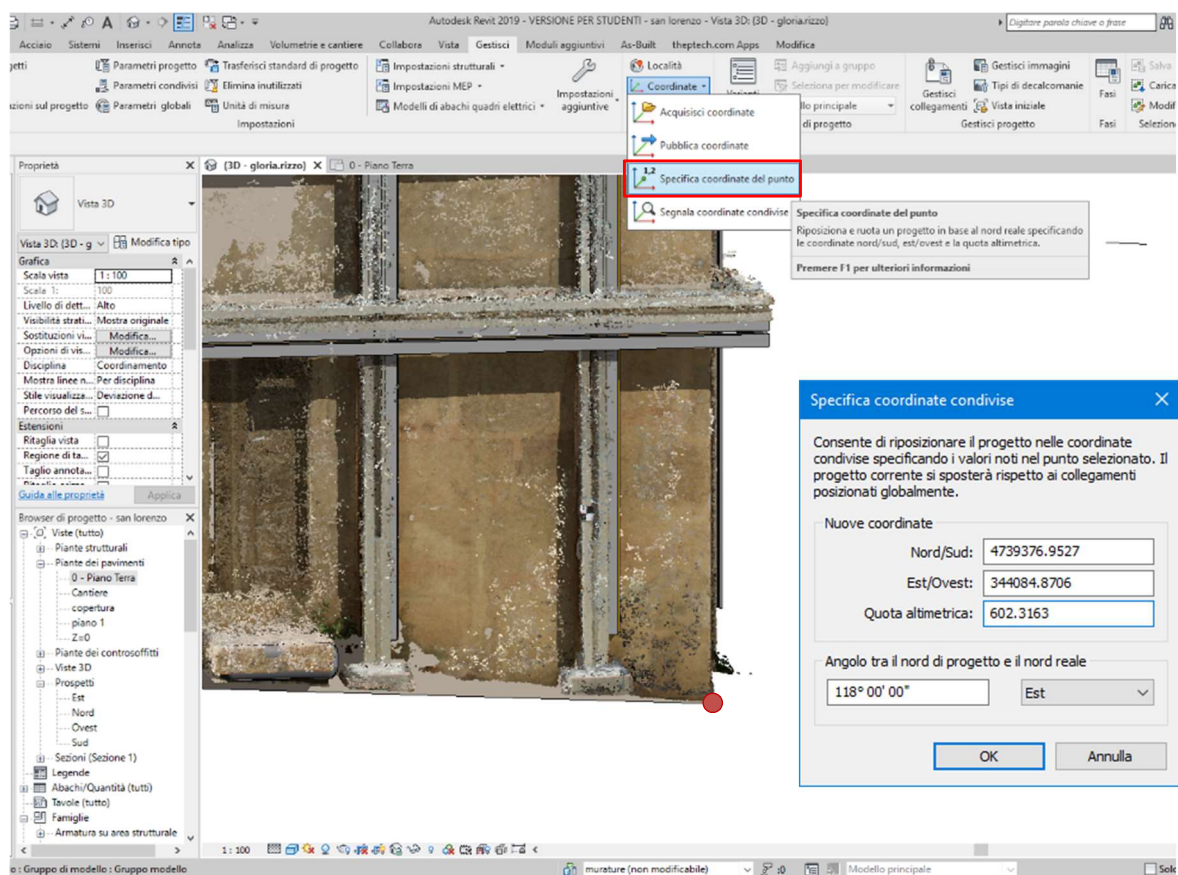 Autodesk Revit 2019 - VERSIONE PER STUDENTI - san lorenzo - Vista 3D: {3D - gloria.rizzo}
Digitare parola chiave o frase
Acciaio Sistemi Inserisci Annota Analizza Volumetrie e cantiere Collabora Vista Gestisci Moduli aggiuntivi As-Built theptech.com Apps Modifica
Parametri progetto Trasferisci standard di progetto Impostazioni strutturali Località Aggiungi a gruppo Gestisci immagini Salva
Parametri condivisi Elimina inutilizzati Impostazioni MEP Coordinate Seleziona per modificare Tipi di decalcomanie
Parametri globali Unità di misura Modelli di abachi quadri elettrici Vista iniziale
Impostazioni aggiuntive
Gestisci collegamenti
Fasi
Impostazioni di progetto Gestisci progetto Fasi
Acquisisci coordinate
Pubblica coordinate
1,2 Specifica coordinate del punto
Segnala coordinate condivise
Specifica coordinate del punto
Riposiziona e ruota un progetto in base al nord reale specificando
le coordinate nord/sud, est/ovest e la quota altimetrica.
Premere F1 per ulteriori informazioni
Proprietà
{3D - gloria.rizzo} 0 - Piano Terra
Vista 3D
Vista 3D: {3D - g Modifica tipo
Grafica
Scala vista 1 : 100
Scala 1: 100
Livello di dett... Alto
Visibilità strati... Mostra originale
Sostituzioni vi... Modifica...
Opzioni di vis... Modifica...
Disciplina Coordinamento
Mostra linee n... Per disciplina
Stile visualizza... Deviazione d...
Percorso del s...
Estensioni
Ritaglia vista
Regione di ta...
Taglio annota...
Guida alle proprietà Applica
Browser di progetto - san lorenzo
Viste (tutto)
Piante strutturali
Piante dei pavimenti
0 - Piano Terra
Cantiere
copertura
piano 1
Z=0
Piante dei controsoffitti
Viste 3D
Prospetti
Est
Nord
Ovest
Sud
Sezioni (Sezione 1)
Legende
Abachi/Quantità (tutti)
Tavole (tutto)
Famiglie
Armatura su area strutturale
Specifica coordinate condivise
Consente di riposizionare il progetto nelle coordinate
condivise specificando i valori noti nel punto selezionato. Il
progetto corrente si sposterà rispetto ai collegamenti
posizionati globalmente.
Nuove coordinate
Nord/Sud: 4739376.9527
Est/Ovest: 344084.8706
Quota altimetrica: 602.3163
Angolo tra il nord di progetto e il nord reale
118° 00' 00" Est
OK Annulla
1 : 100
o : Gruppo di modello : Gruppo modello murature (non modificabile) :0 Modello principale